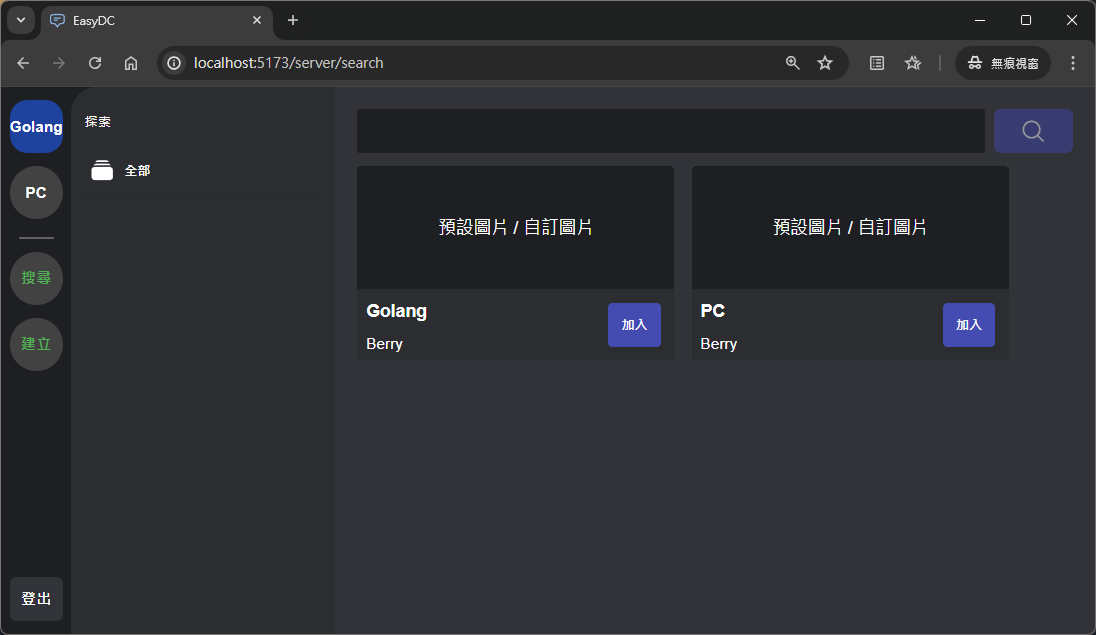 EasyDC
localhost:5173/server/search
無痕視窗
Golang
PC
搜尋
建立
登出
探索
全部
預設圖片 / 自訂圖片
Golang
Berry
加入
預設圖片 / 自訂圖片
PC
Berry
加入